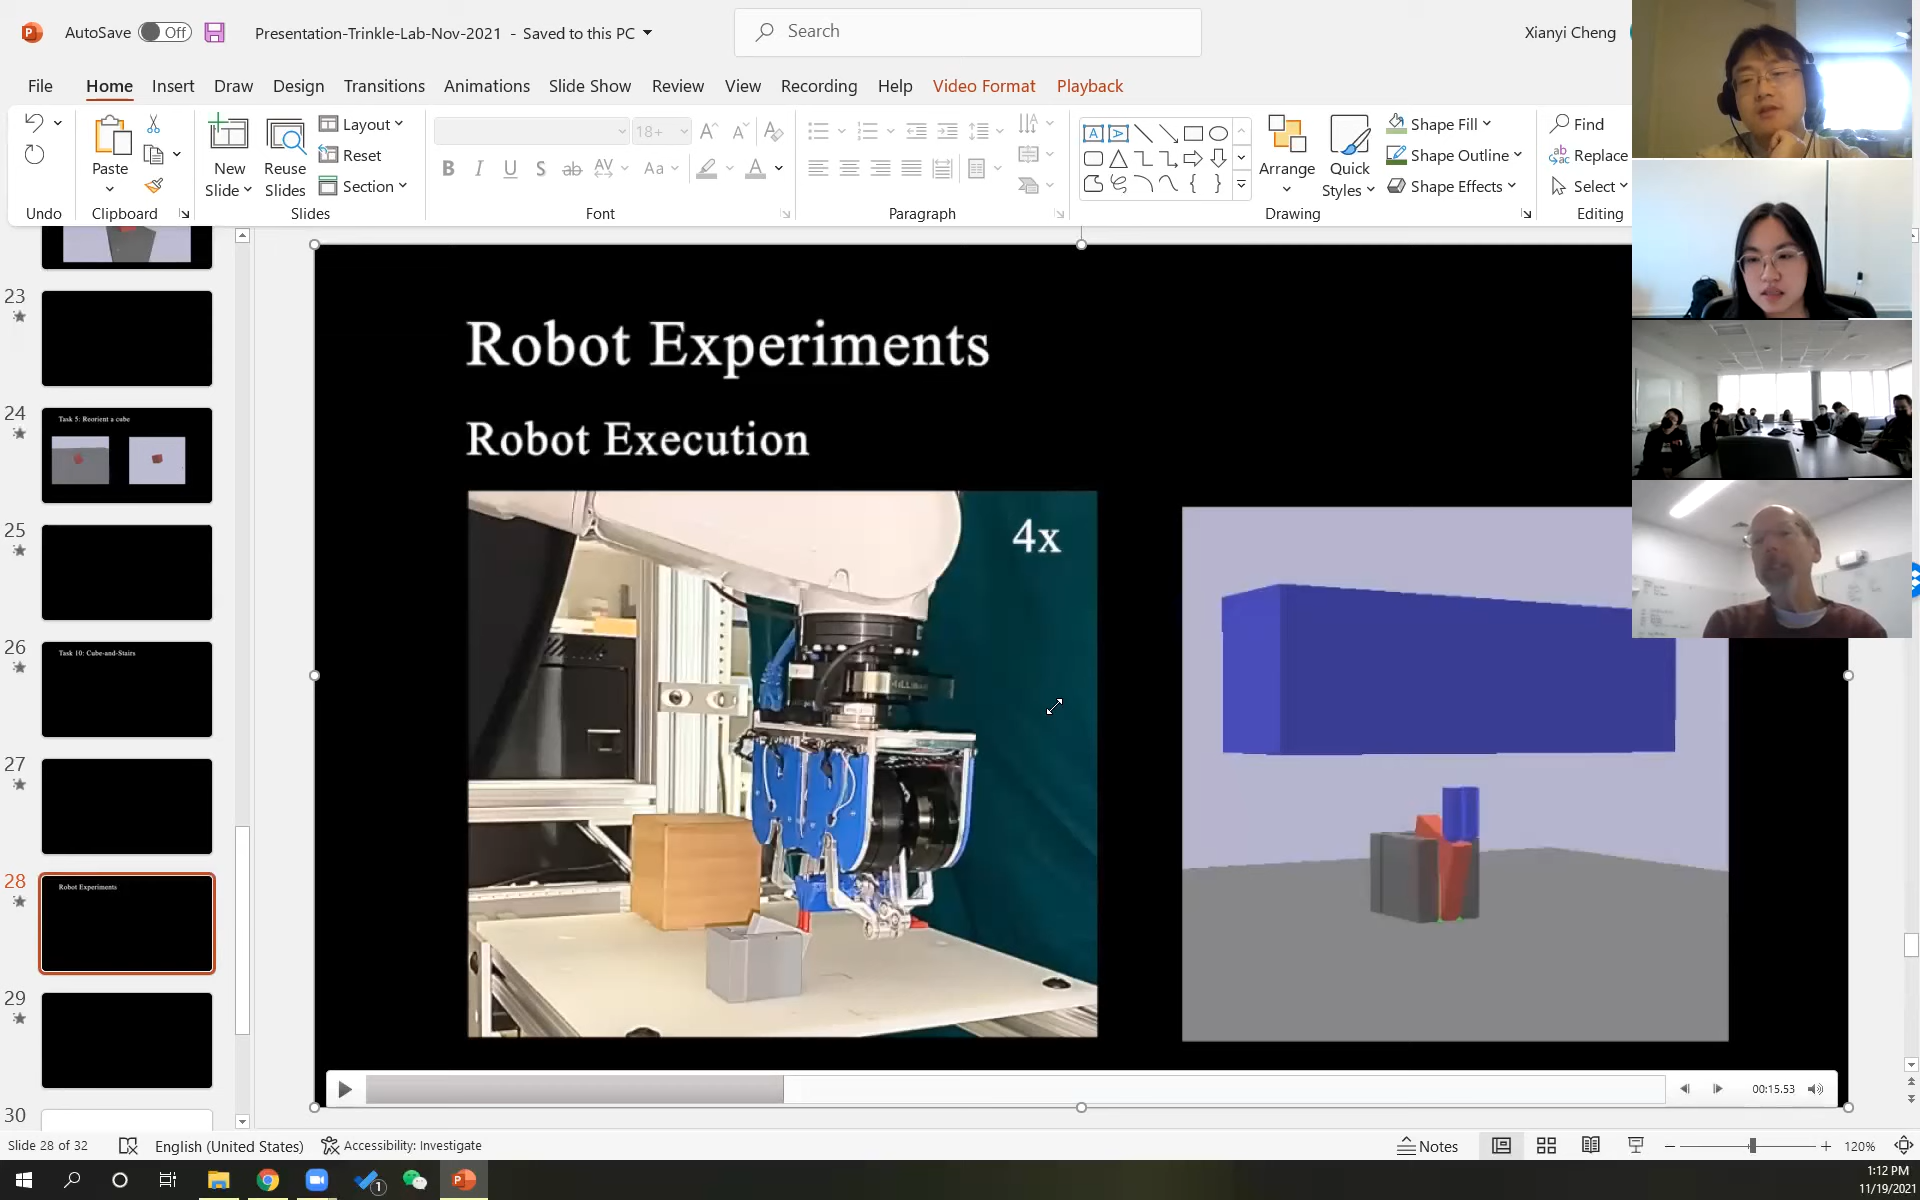 AutoSave Off Presentation-Trinkle-Lab-Nov-2021 - Saved to this PC Search Xianyi Cheng
File Home Insert Draw Design Transitions Animations Slide Show Review View Recording Help Video Format Playback
Undo
Paste
Clipboard
New Slide
Reuse Slides
Layout
Reset
Section
Slides
18+
Font
Paragraph
Arrange
Quick Styles
Shape Fill
Shape Outline
Shape Effects
Drawing
Find
Replace
Select
Editing
23
24
Task 5: Reorient a cube
25
26
Task 10: Cube-and-Stairs
27
28
Robot Experiments
29
30
Robot Experiments
Robot Execution
4x
00:15.53
Slide 28 of 32 English (United States) Accessibility: Investigate Notes 120%
1
1:12 PM
11/19/2021